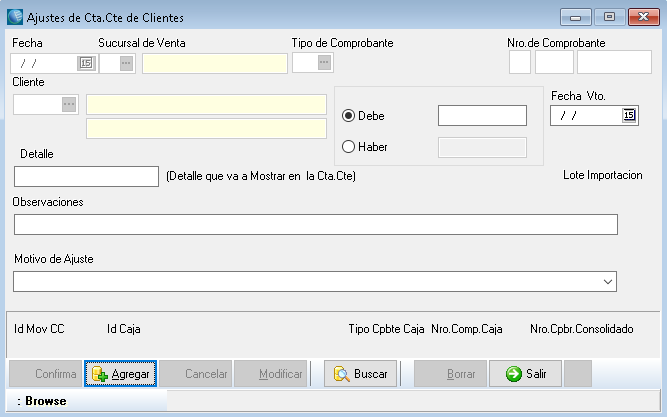 Ajustes de Cta.Cte de Clientes
Fecha Sucursal de Venta Tipo de Comprobante Nro.de Comprobante
/ / 15 ... ...
Cliente
... Fecha Vto.
Debe / / 15
Haber
Detalle
(Detalle que va a Mostrar en la Cta.Cte) Lote Importacion
Observaciones
Motivo de Ajuste
Id Mov CC Id Caja Tipo Cpbte Caja Nro.Comp.Caja Nro.Cpbr.Consolidado
Confirma Agregar Cancelar Modificar Buscar Borrar Salir
: Browse